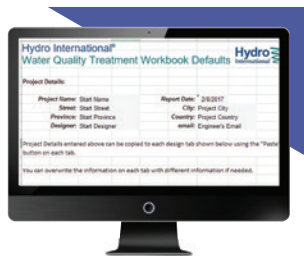 Hydro International®
Water Quality Treatment Workbook Defaults
Hydro
International
Project Details:
Project Name: Start Name Report Date: 2/8/2017
Street: Start Street City: Project City
Province: Start Province Country: Project Country
Designer: Start Designer email: Engineer's Email
Project Details entered above can be copied to each design tab shown below using the "Paste
button on each tab.
You can overwrite the information on each tab with different information if needed.